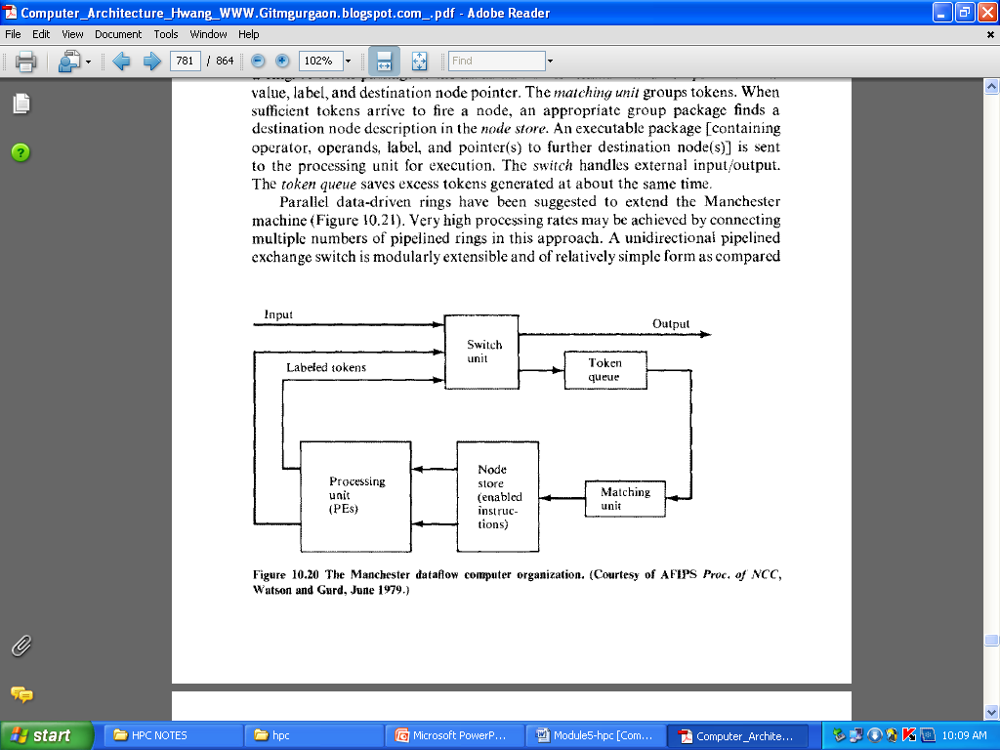 Computer_Architecture_Hwang_WWW.Gitmgurgaon.blogspot.com_.pdf - Adobe Reader
File Edit View Document Tools Window Help
781 / 864 102% Find
value, label, and destination node pointer. The matching unit groups tokens. When
sufficient tokens arrive to fire a node, an appropriate group package finds a
destination node description in the node store. An executable package [containing
operator, operands, label, and pointer(s) to further destination node(s)] is sent
to the processing unit for execution. The switch handles external input/output.
The token queue saves excess tokens generated at about the same time.
Parallel data-driven rings have been suggested to extend the Manchester
machine (Figure 10.21). Very high processing rates may be achieved by connecting
multiple numbers of pipelined rings in this approach. A unidirectional pipelined
exchange switch is modularly extensible and of relatively simple form as compared
Input
Output
Switch
unit
Labeled tokens
Token
queue
Processing
unit
(PEs)
Node
store
(enabled
instruc-
tions)
Matching
unit
Figure 10.20 The Manchester dataflow computer organization. (Courtesy of AFIPS Proc. of NCC,
Watson and Gurd, June 1979.)
start HPC NOTES hpc Microsoft PowerP... Module5-hpc [Com... Computer_Archite... 10:09 AM